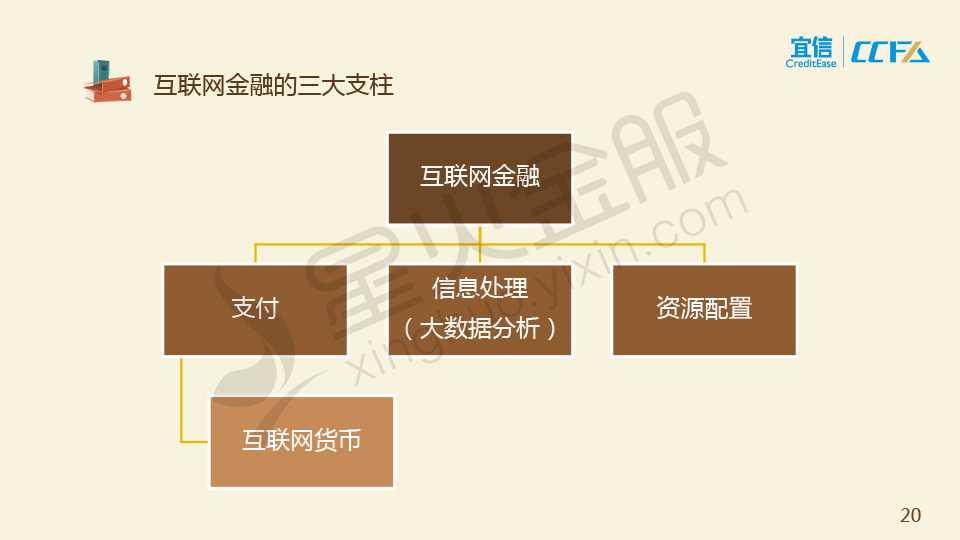 宜信
CreditEase
CCFA
互联网金融的三大支柱
互联网金融
支付
信息处理
（大数据分析）
资源配置
互联网货币
星火金服
xinghuo.yixin.com
20